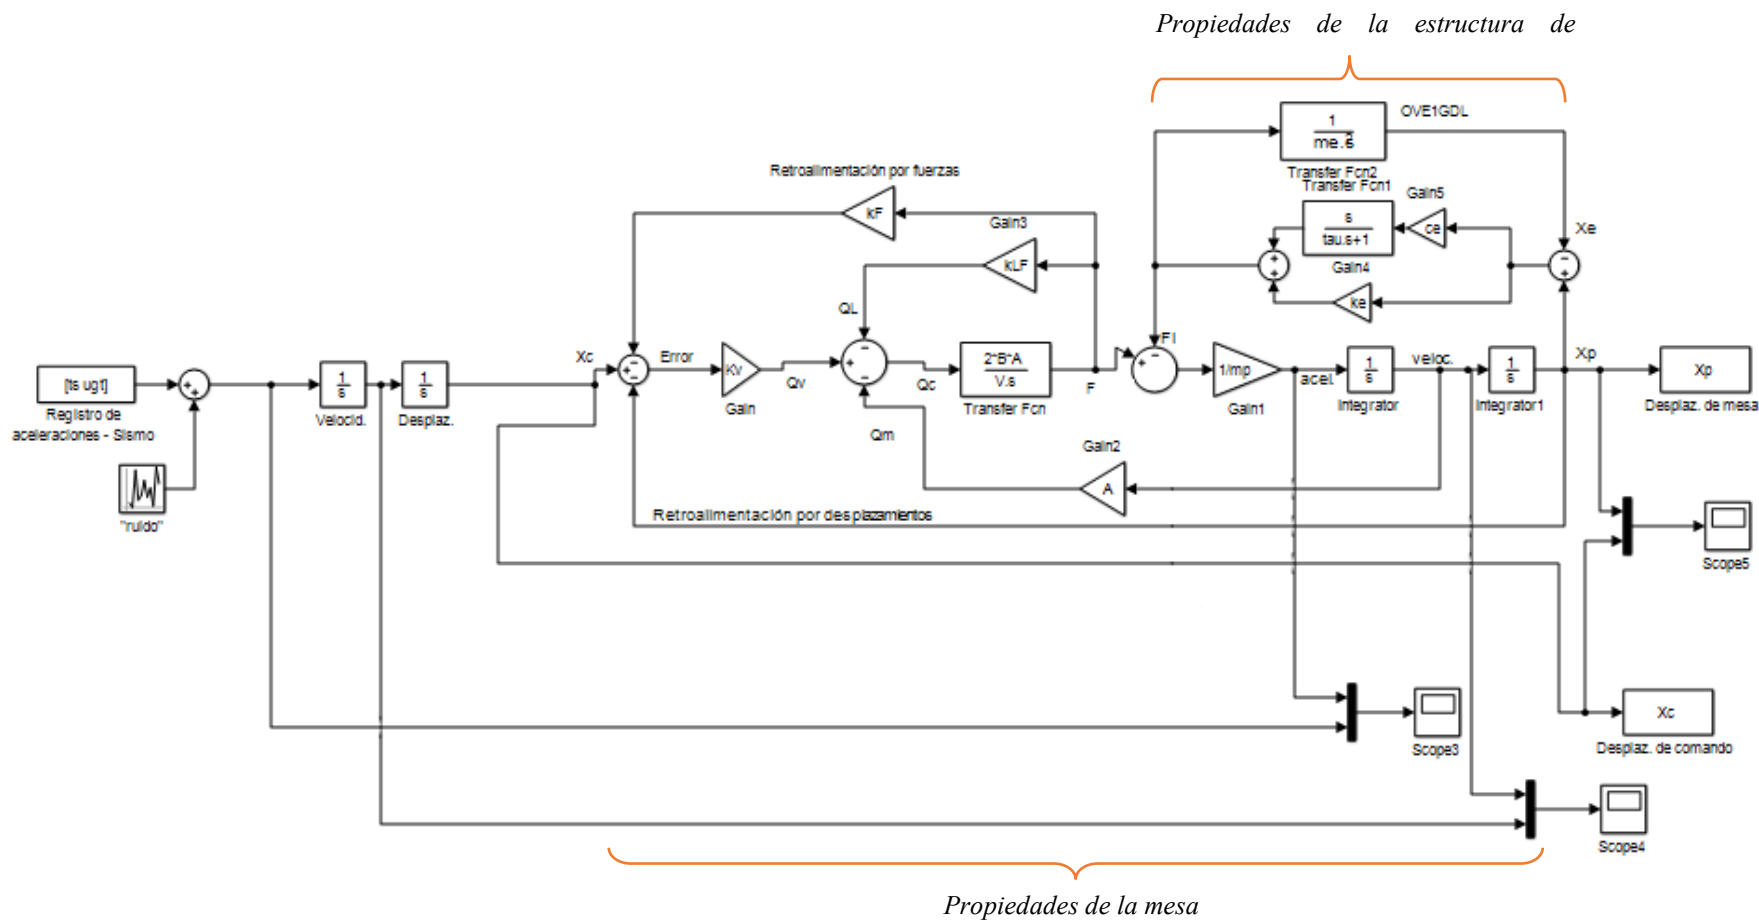 Propiedades de la estructura de
OVE1GDL
1
me.s²
Transfer Fcn2
Transfer Fcn1
Gain5
Retroalimentación por fuerzas
kF
Gain3
s
tau.s+1
ce
Xe
- +
+ +
kLF
Gain4
ke
QL
Fl
Xc
Error
- + -
Kv
Qv
Gain
- + -
Qc
2*B*A
V.s
Transfer Fcn
F
+ -
1/mp
Gain1
acel.
1
s
Integrator
veloc.
1
s
Integrator1
Xp
Xp
Desplaz. de mesa
[ts ug1]
Registro de
aceleraciones - Sismo
+ +
1
s
Velocid.
1
s
Desplaz.
Qm
Gain2
A
"ruido"
Retroalimentación por desplazamientos
Scope5
Xc
Desplaz. de comando
Scope3
Scope4
Propiedades de la mesa